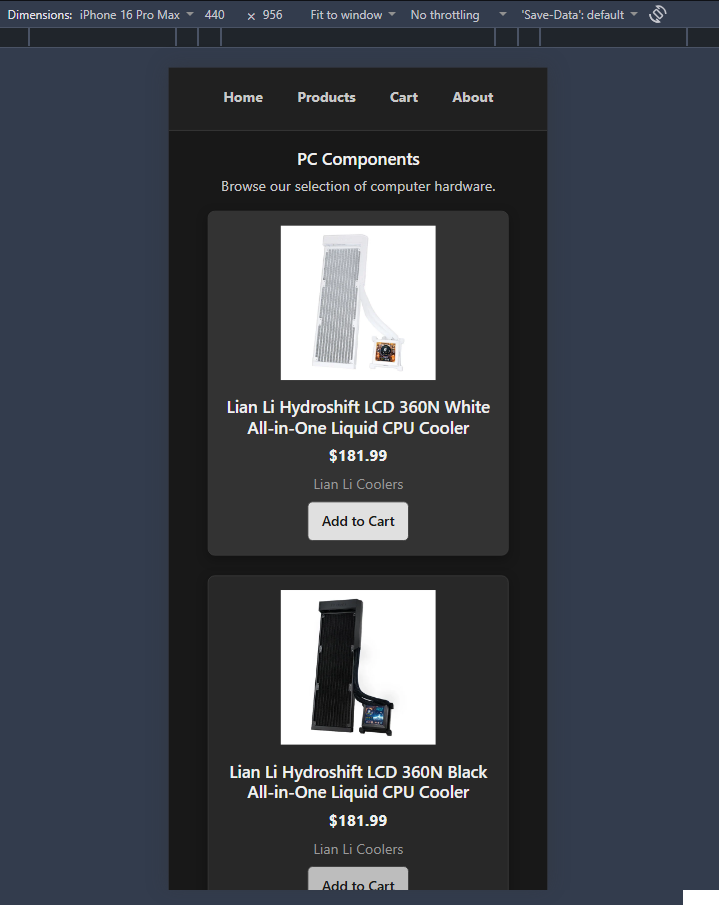 Dimensions: iPhone 16 Pro Max 440 × 956 Fit to window No throttling 'Save-Data': default
Home Products Cart About
PC Components
Browse our selection of computer hardware.
Lian Li Hydroshift LCD 360N White
All-in-One Liquid CPU Cooler
$181.99
Lian Li Coolers
Add to Cart
Lian Li Hydroshift LCD 360N Black
All-in-One Liquid CPU Cooler
$181.99
Lian Li Coolers
Add to Cart